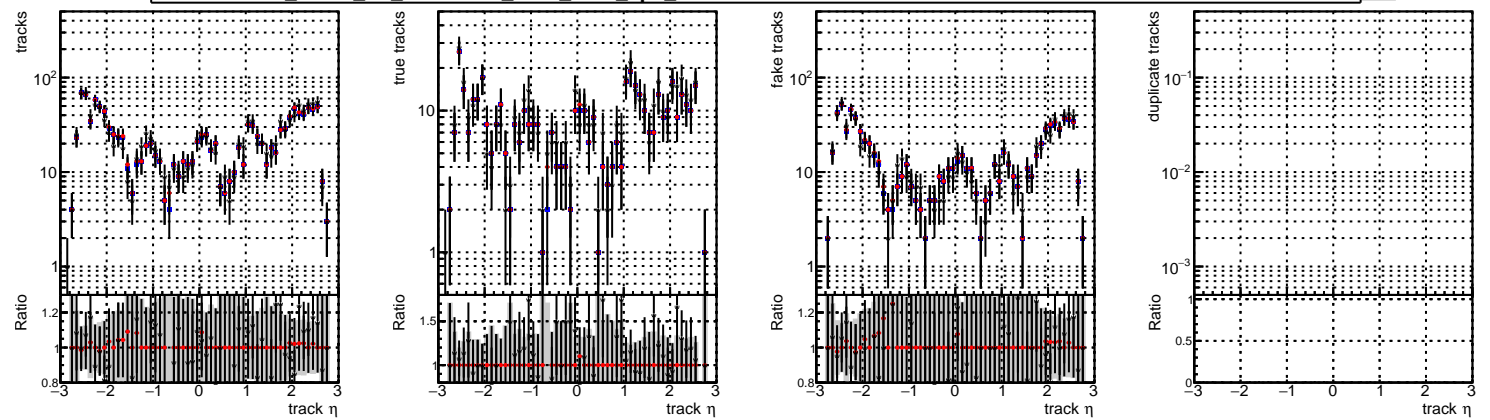 tracks
10²
10
1
Ratio
1.2
1
0.8
−3 −2 −1 0 1 2 3
track η
true tracks
10
1
Ratio
1.5
1
−3 −2 −1 0 1 2 3
track η
fake tracks
10²
10
1
Ratio
1.2
1
0.8
−3 −2 −1 0 1 2 3
track η
duplicate tracks
10⁻¹
10⁻²
10⁻³
Ratio
1
0.5
0
−3 −2 −1 0 1 2 3
track η